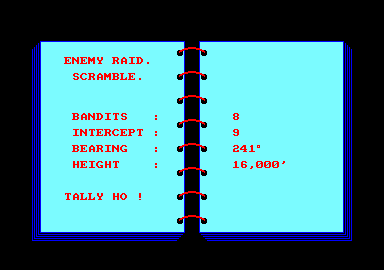 ENEMY RAID.
SCRAMBLE.
BANDITS : 8
INTERCEPT : 9
BEARING : 241°
HEIGHT : 16,000'
TALLY HO !